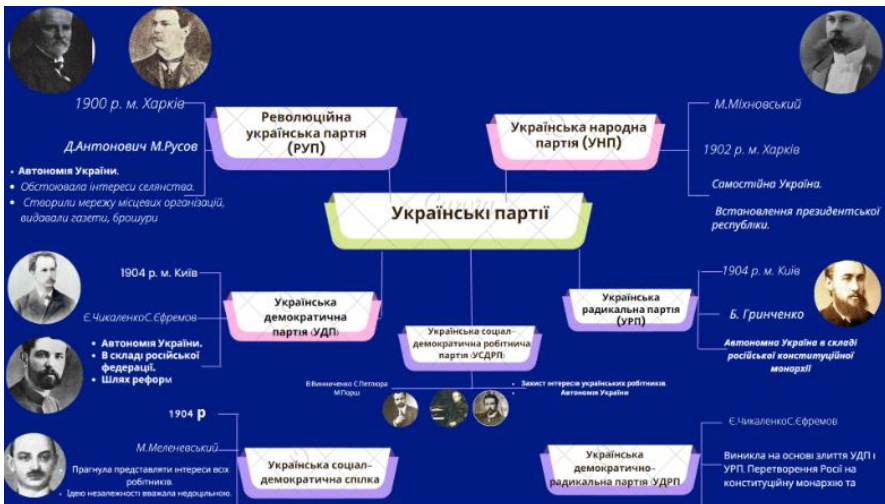 1900 р. м. Харків
Д.Антонович М.Русов
• Автономія України.
• Обстоювала інтереси селянства.
• Створили мережу місцевих організацій,
видавали газети, брошури
Революційна
українська партія
(РУП)
Українська народна
партія (УНП)
М.Міхновський
1902 р. м. Харків
Самостійна Україна.
Встановлення президентської
республіки.
Українські партії
1904 р. м. Київ
Є.ЧикаленкоС.Єфремов
• Автономія України.
• В складі російської
федерації.
• Шлях реформ
Українська
демократична
партія (УДП)
Українська соціал-
демократична робітнича
партія (УСДРП)
В.Винниченко С.Петлюра
М.Порш
• Захист інтересів українських робітників.
• Автономія України
Українська
радикальна партія
(УРП)
1904 р. м. Київ
Б. Гринченко
Автономна Україна в складі
російської конституційної
монархії
1904 р
М.Меленевський
• Прагнула представляти інтереси всіх
робітників.
• Ідею незалежності вважала недоцільною.
Українська соціал-
демократична спілка
Українська
демократично-
радикальна партія (УДРП
Є.ЧикаленкоС.Єфремов
Виникла на основі злиття УДП і
УРП. Перетворення Росії на
конституційну монархію та